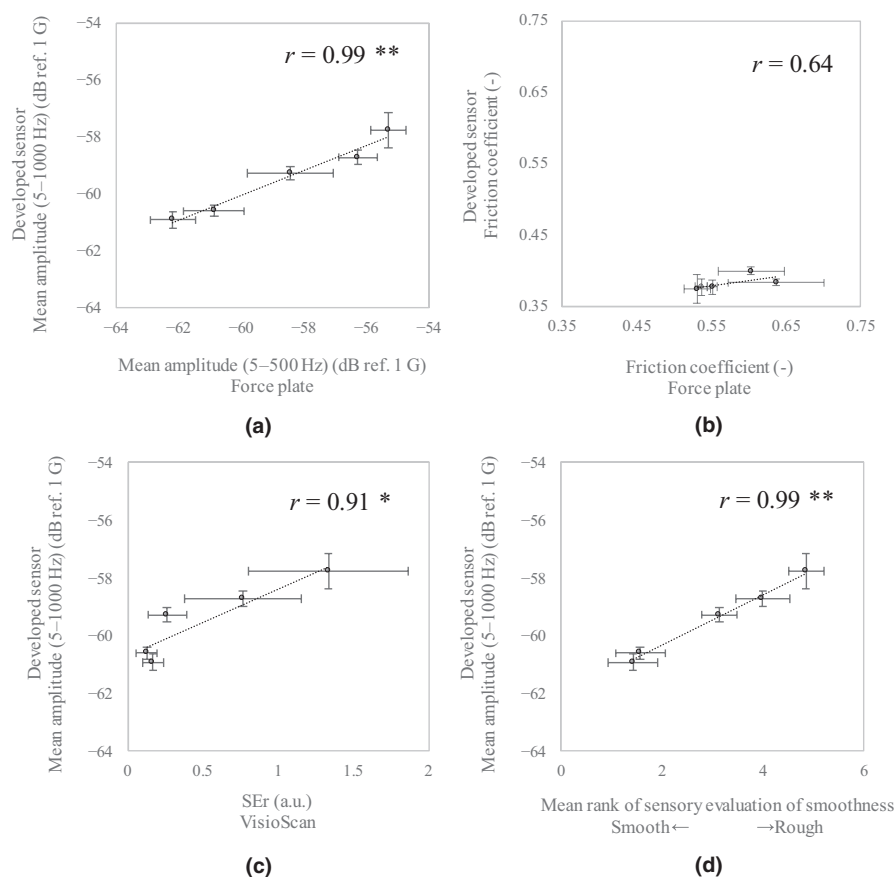 −54
−56
−58
−60
−62
−64
Developed sensor
Mean amplitude (5–1000 Hz) (dB ref. 1 G)
r = 0.99 **
−64
−62
−60
−58
−56
−54
Mean amplitude (5–500 Hz) (dB ref. 1 G)
Force plate
(a)
0.75
0.65
0.55
0.45
0.35
Developed sensor
Friction coefficient (-)
r = 0.64
0.35
0.45
0.55
0.65
0.75
Friction coefficient (-)
Force plate
(b)
−54
−56
−58
−60
−62
−64
Developed sensor
Mean amplitude (5–1000 Hz) (dB ref. 1 G)
r = 0.91 *
0
0.5
1
1.5
2
SEr (a.u.)
VisioScan
(c)
−54
−56
−58
−60
−62
−64
Developed sensor
Mean amplitude (5–1000 Hz) (dB ref. 1 G)
r = 0.99 **
0
2
4
6
Mean rank of sensory evaluation of smoothness
Smooth← →Rough
(d)